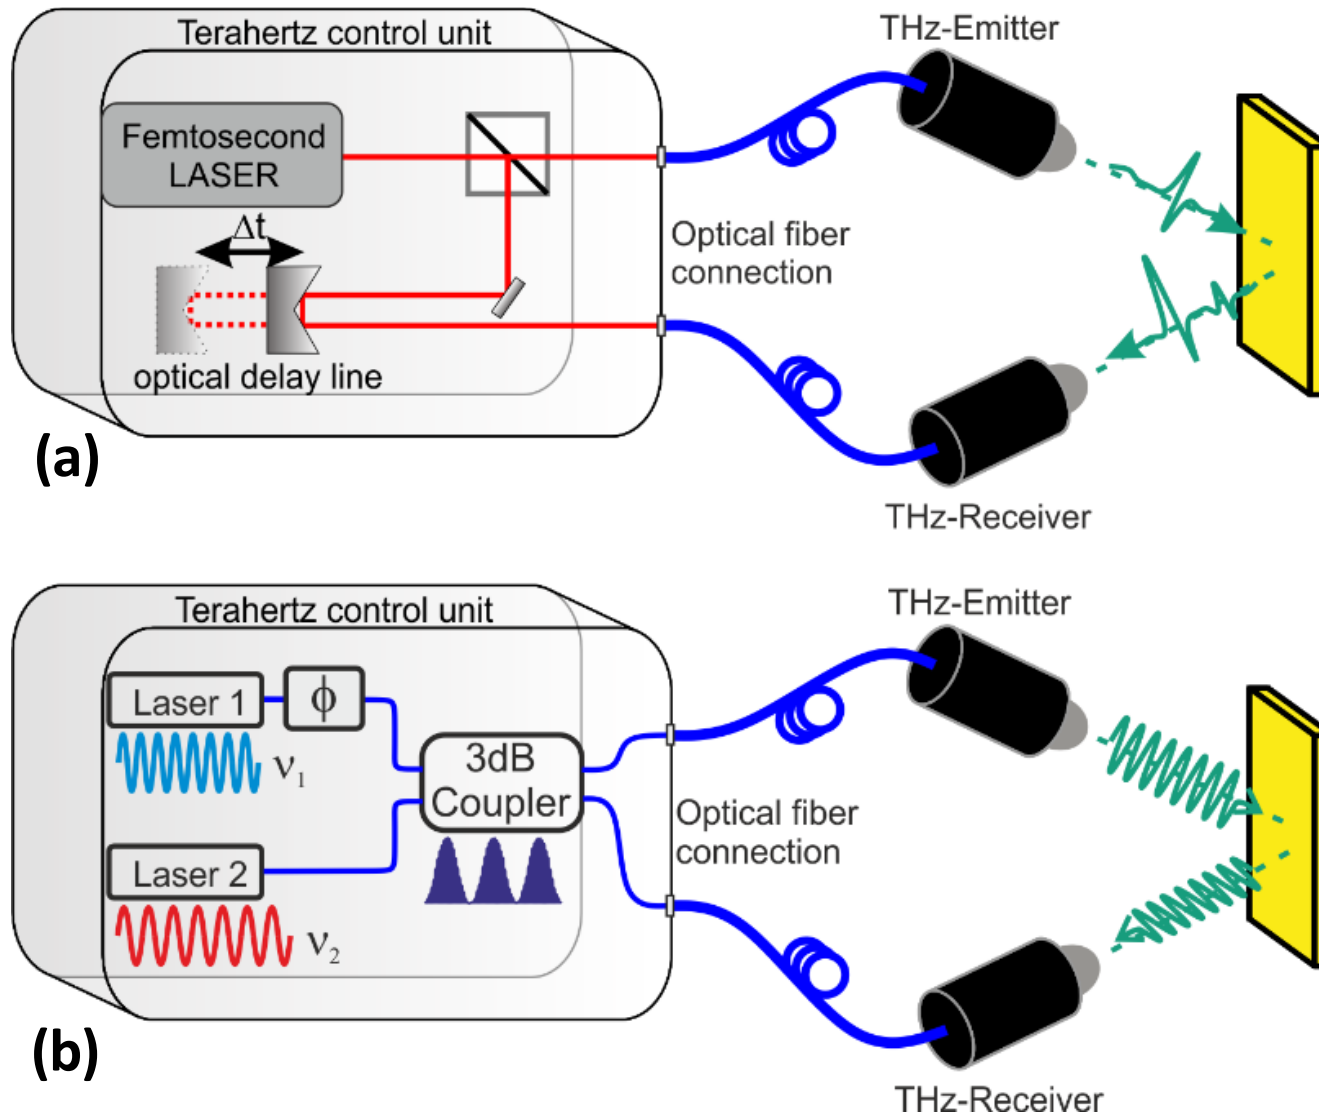 Terahertz control unit
THz-Emitter
Femtosecond
LASER
Δt
Optical fiber
connection
optical delay line
(a)
THz-Receiver
Terahertz control unit
THz-Emitter
Laser 1
ϕ
ν1
3dB
Coupler
Optical fiber
connection
Laser 2
ν2
(b)
THz-Receiver